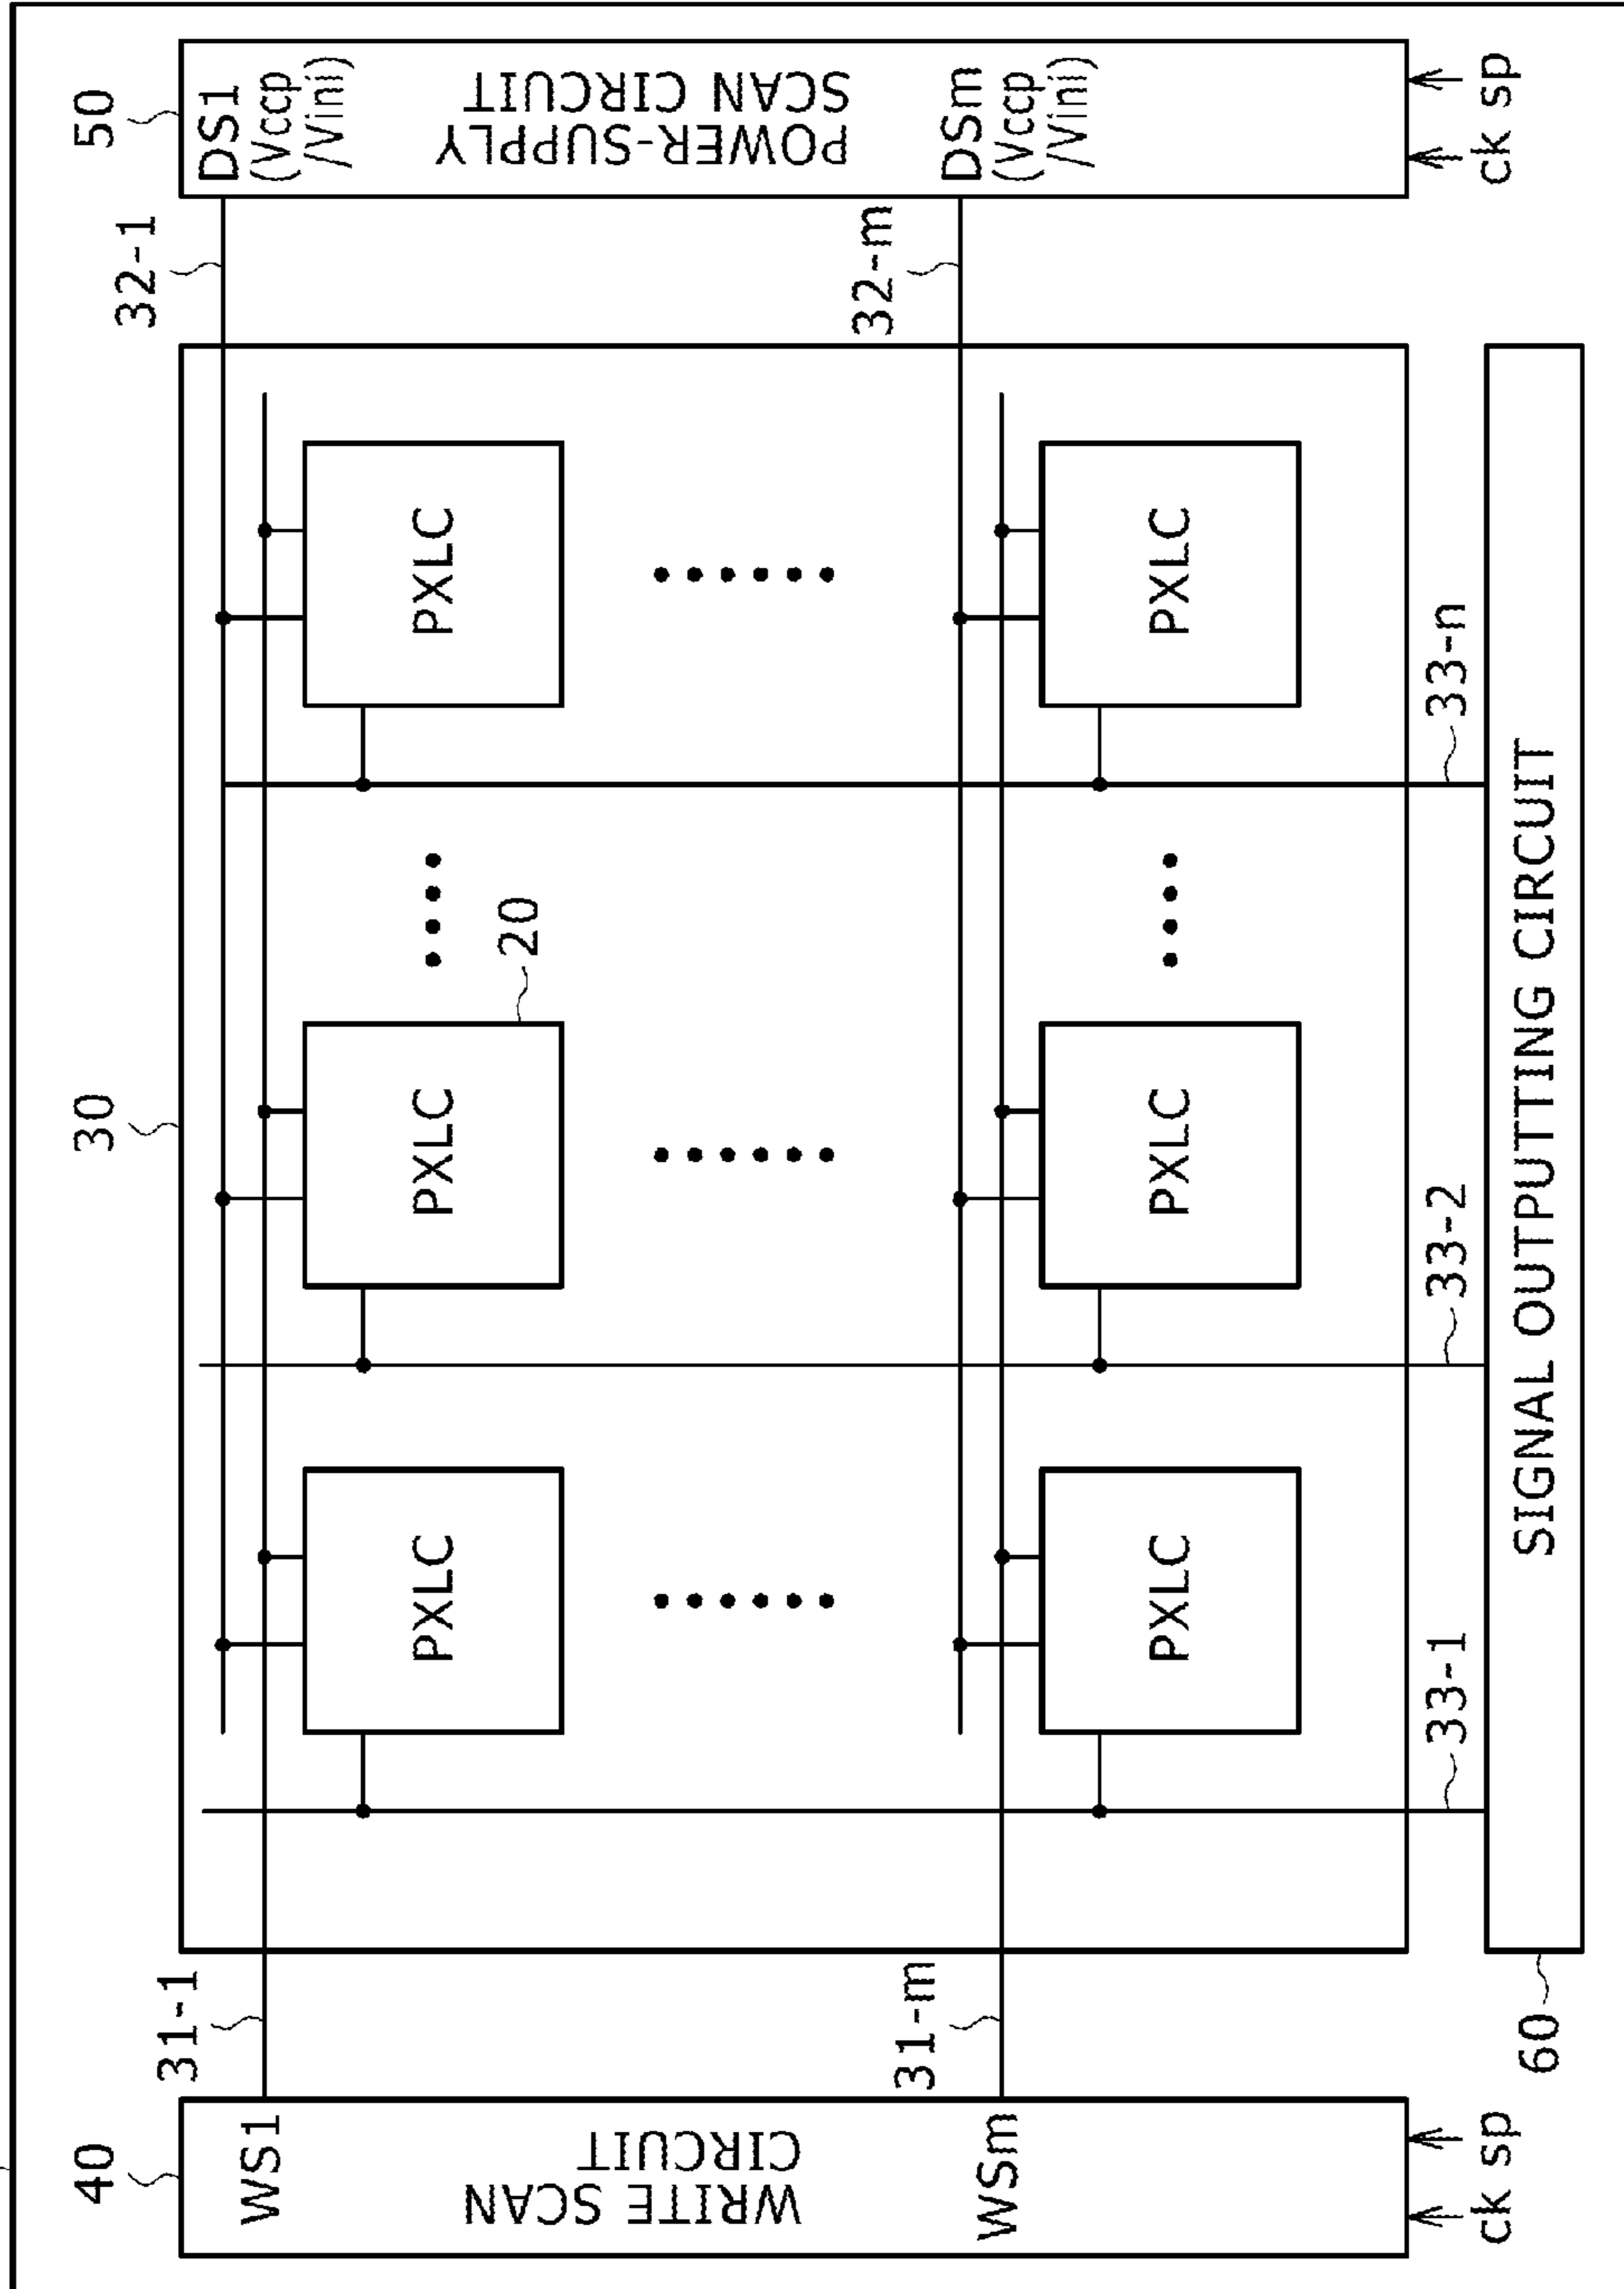 40
30
50
31-1
32-1
WS1
DS1
(Vccp
/Vini)
PXLC
PXLC
PXLC
20
WRITE SCAN
CIRCUIT
POWER-SUPPLY
SCAN CIRCUIT
31-m
32-m
WSm
DSm
(Vccp
/Vini)
PXLC
PXLC
PXLC
33-1
33-2
33-n
ck sp
ck sp
60
SIGNAL OUTPUTTING CIRCUIT